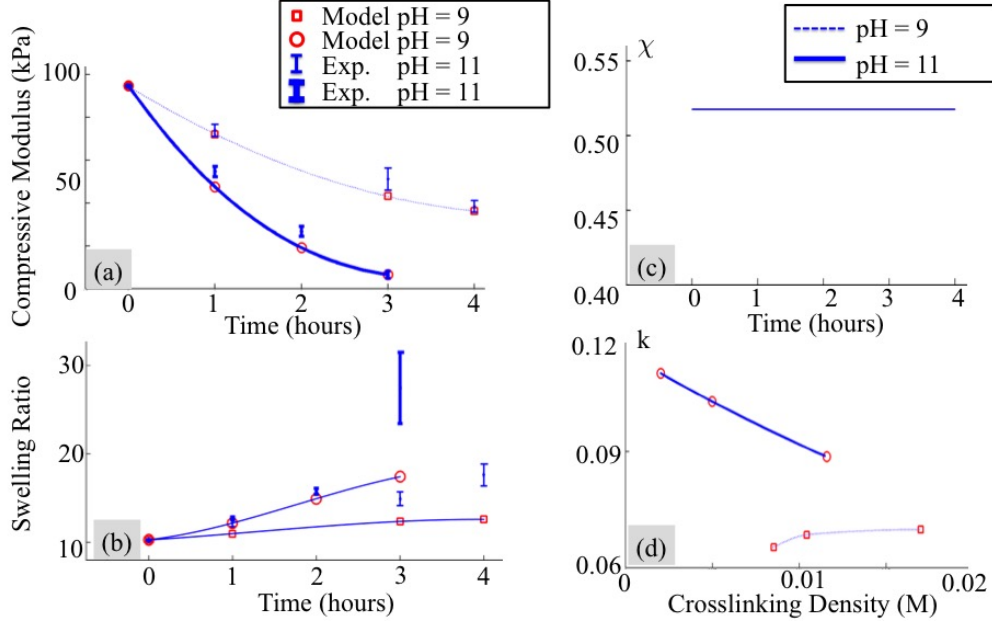 Model pH = 9
Model pH = 9
Exp. pH = 11
Exp. pH = 11
Compressive Modulus (kPa)
100
50
0
(a)
0 1 2 3 4
Time (hours)
Swelling Ratio
30
20
10
(b)
0 1 2 3 4
Time (hours)
χ
pH = 9
pH = 11
0.55
0.50
0.45
0.40
(c)
0 1 2 3 4
Time (hours)
k
0.12
0.09
0.06
(d)
0 0.01 0.02
Crosslinking Density (M)